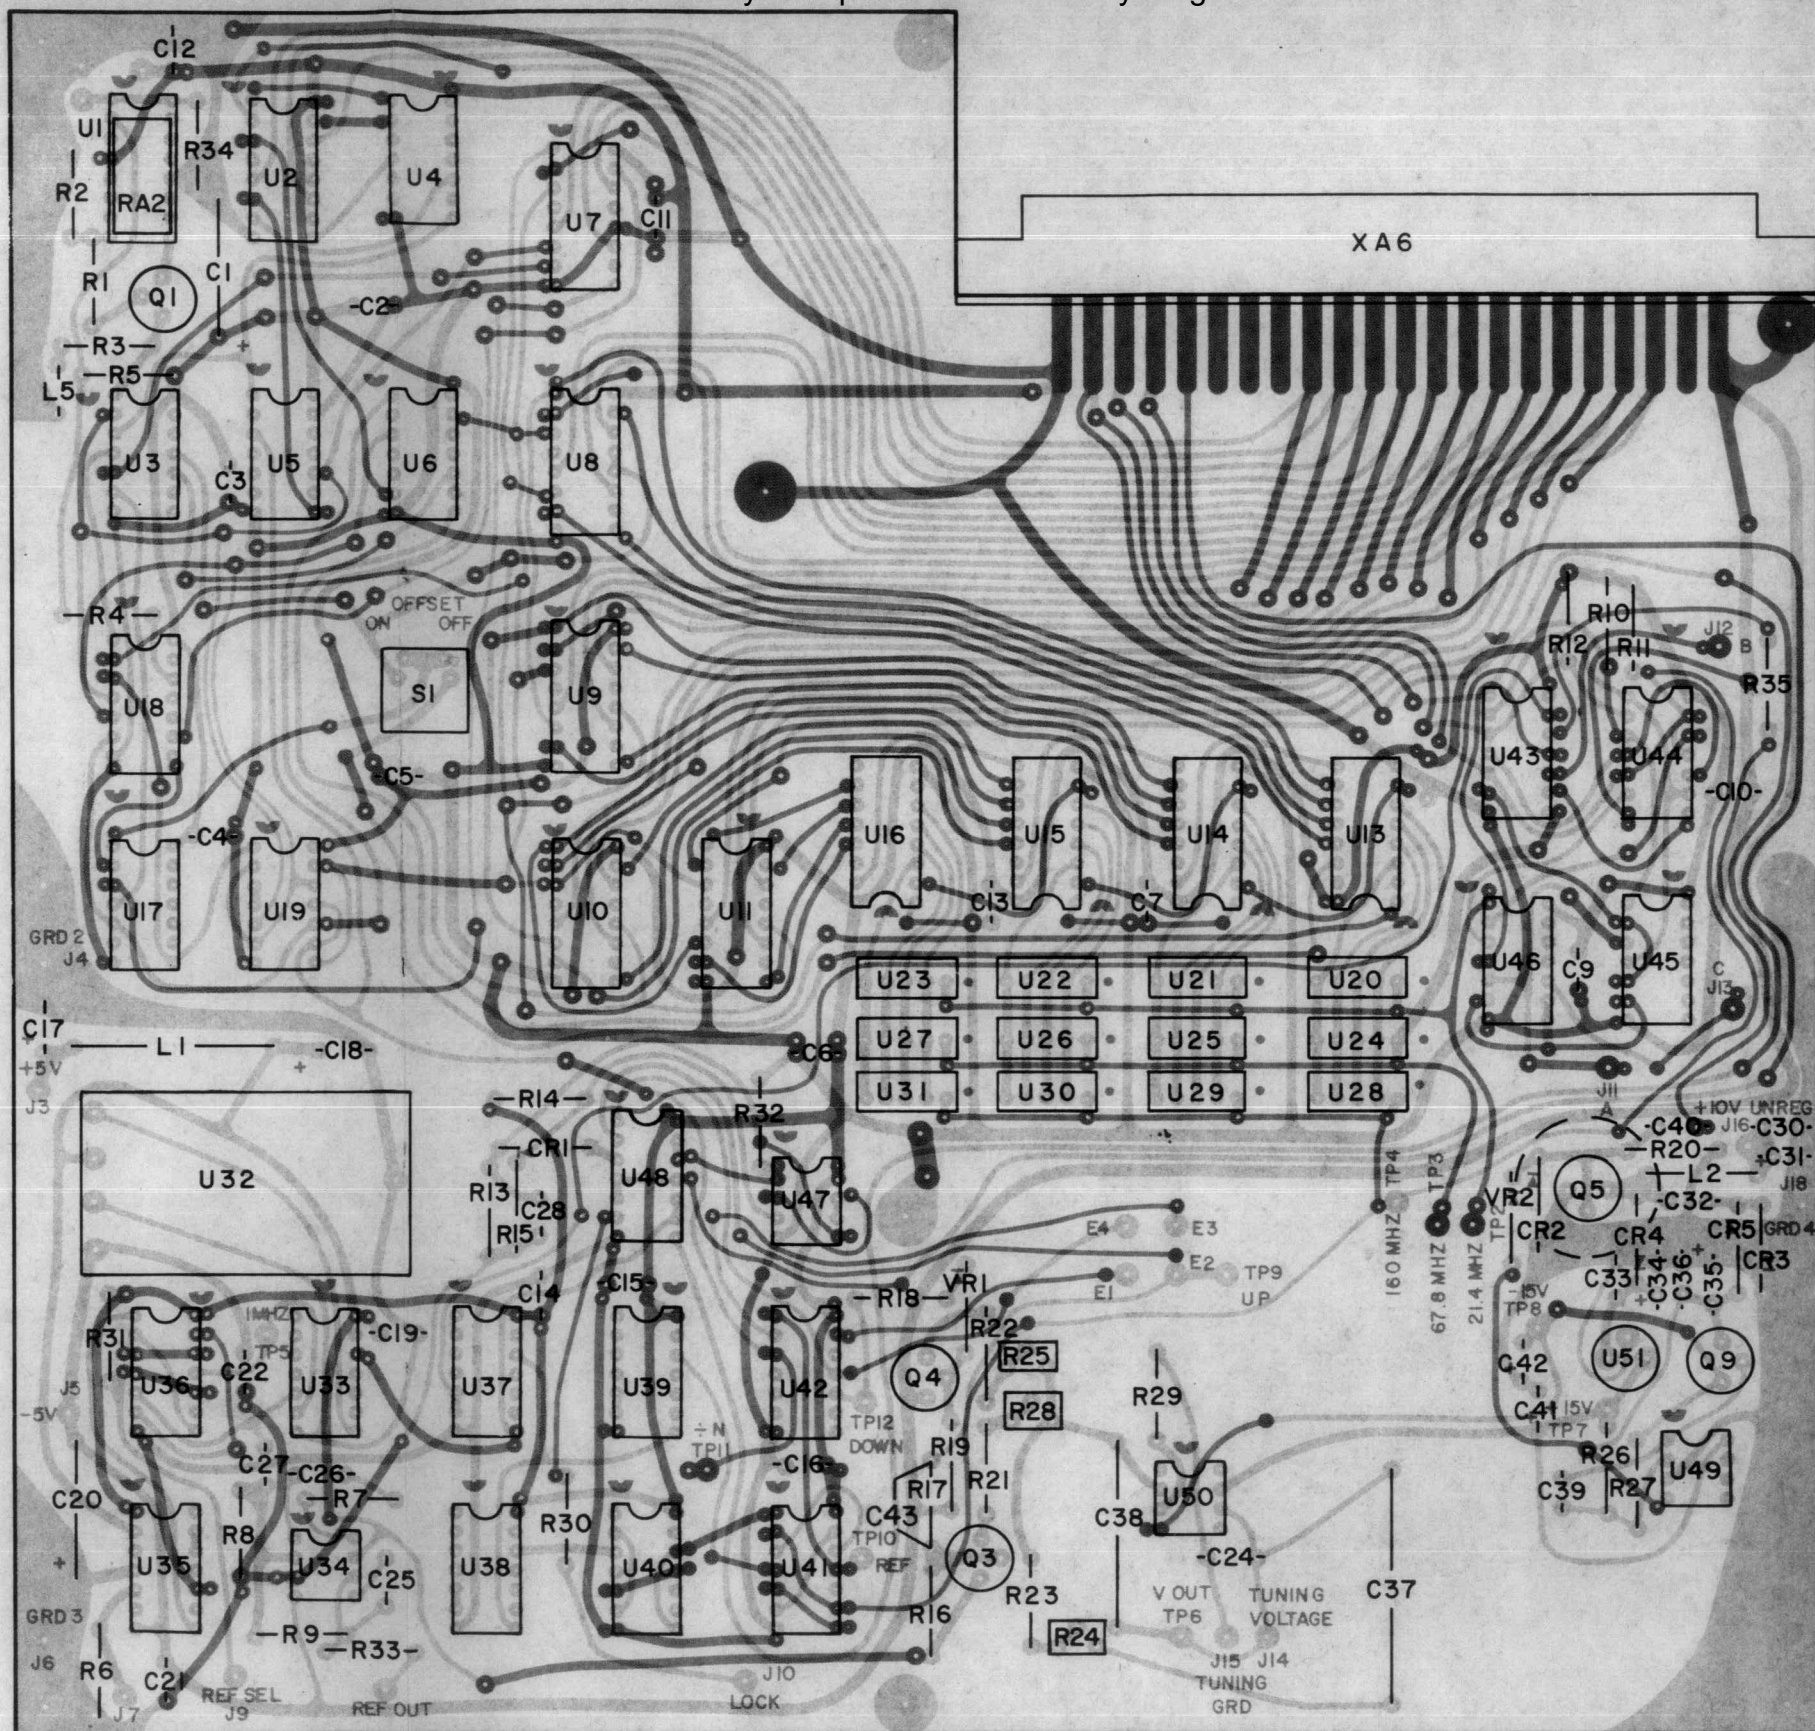 C12
U1
R34
R2
RA2
U2
U4
U7
C11
XA6
R1
Q1
C1
-C2-
R3
+
R5
L5
U3
C3
U5
U6
U8
OFFSET
ON OFF
R4
R10
R12
R11
J12
B
R35
U18
S1
U9
U43
U44
-C5-
-C10-
-C4-
U16
U15
U14
U13
U17
U19
U10
U11
C13
C7
GRD 2
J4
U46
C9
U45
C
J13
U23
U22
U21
U20
C17
L1
-C18-
-C6-
U27
U26
U25
U24
+5V
+
J3
U31
U30
U29
U28
J11
A
R14
R32
+10V UNREG
-C40-
J16
-C30-
CR1
R20
-C31-
U32
U48
U47
R13
C28
R15
TP4
TP3
TP2
VR2
Q5
L2
J18
-C32-
E4
E3
CR2
CR4
CR5
GRD 4
160 MHZ
67.8 MHZ
21.4 MHZ
E2
E1
TP9
UP
C33
-C34-
-C36-
-C35-
CR3
+
-15V
TP8
C14
-C15-
R18
VR1
R31
1MHZ
TP5
-C19-
R22
R25
U36
C22
U33
U37
U39
U42
Q4
C42
U51
Q9
J5
-5V
R28
R29
C41
15V
TP7
÷N
TP11
TP12
DOWN
R19
R26
U49
C27
-C26-
-C16-
R17
R21
C20
R7
C43
C38
U50
C39
R27
R8
R30
TP10
REF
+
U35
U34
C25
U38
U40
U41
Q3
-C24-
R23
C37
GRD 3
R16
V OUT
TP6
TUNING
VOLTAGE
R9
R33
R24
J6
R6
C21
J15
J14
TUNING
GRD
J7
REF SEL
J9
REF OUT
J10
LOCK